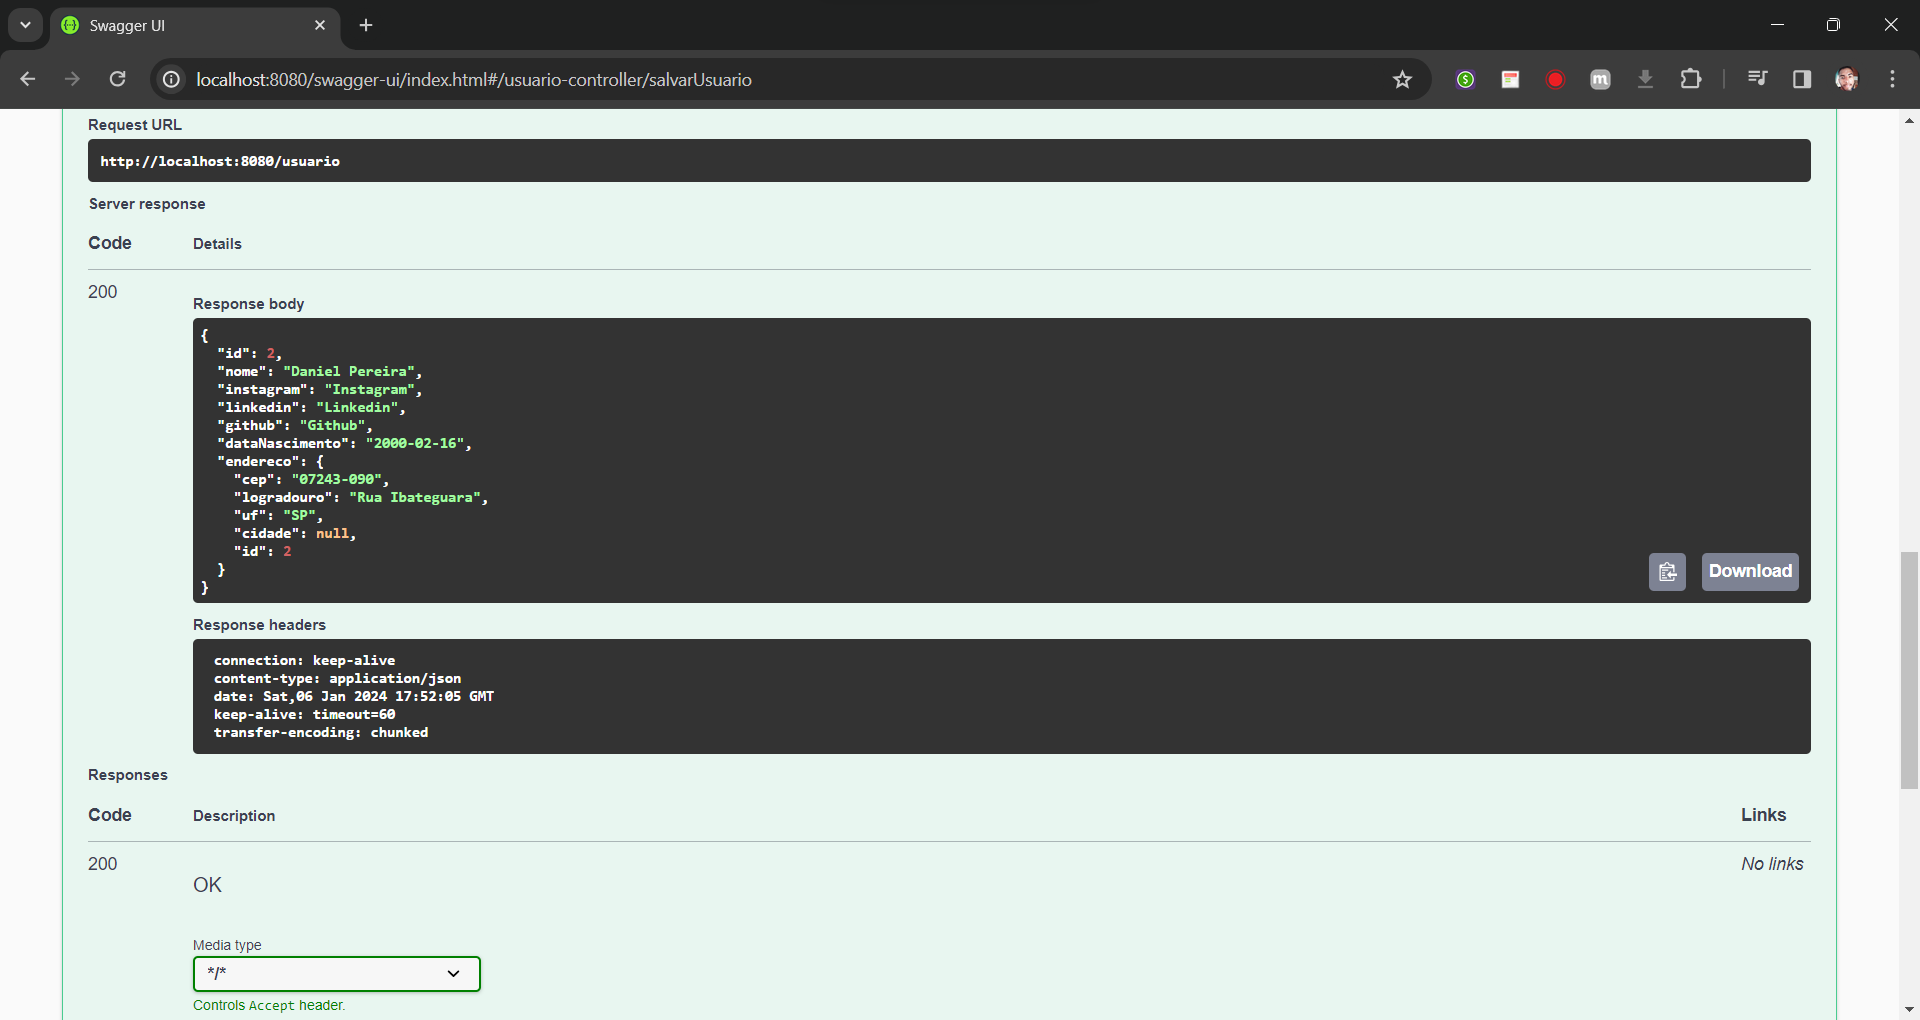 Swagger UI
localhost:8080/swagger-ui/index.html#/usuario-controller/salvarUsuario
Request URL
http://localhost:8080/usuario
Server response
Code Details
200
Response body
{
  "id": 2,
  "nome": "Daniel Pereira",
  "instagram": "Instagram",
  "linkedin": "Linkedin",
  "github": "Github",
  "dataNascimento": "2000-02-16",
  "endereco": {
    "cep": "07243-090",
    "logradouro": "Rua Ibateguara",
    "uf": "SP",
    "cidade": null,
    "id": 2
  }
}
Download
Response headers
connection: keep-alive
content-type: application/json
date: Sat,06 Jan 2024 17:52:05 GMT
keep-alive: timeout=60
transfer-encoding: chunked
Responses
Code Description Links
200 No links
OK
Media type
*/*
Controls Accept header.